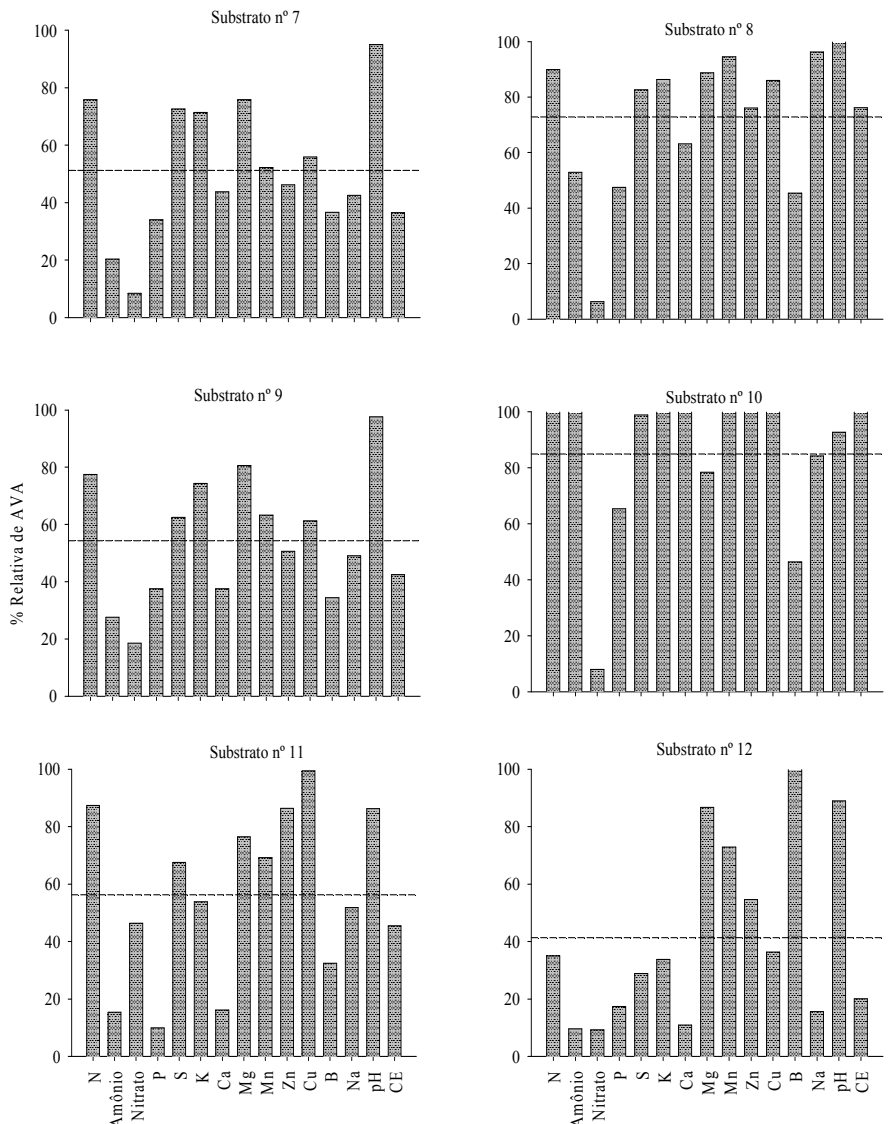 Substrato nº 7
100
80
60
40
20
0
Substrato nº 8
100
80
60
40
20
0
% Relativa de AVA
Substrato nº 9
100
80
60
40
20
0
Substrato nº 10
100
80
60
40
20
0
Substrato nº 11
100
80
60
40
20
0
N
Amônio
Nitrato
P
S
K
Ca
Mg
Mn
Zn
Cu
B
Na
pH
CE
Substrato nº 12
100
80
60
40
20
0
N
Amônio
Nitrato
P
S
K
Ca
Mg
Mn
Zn
Cu
B
Na
pH
CE